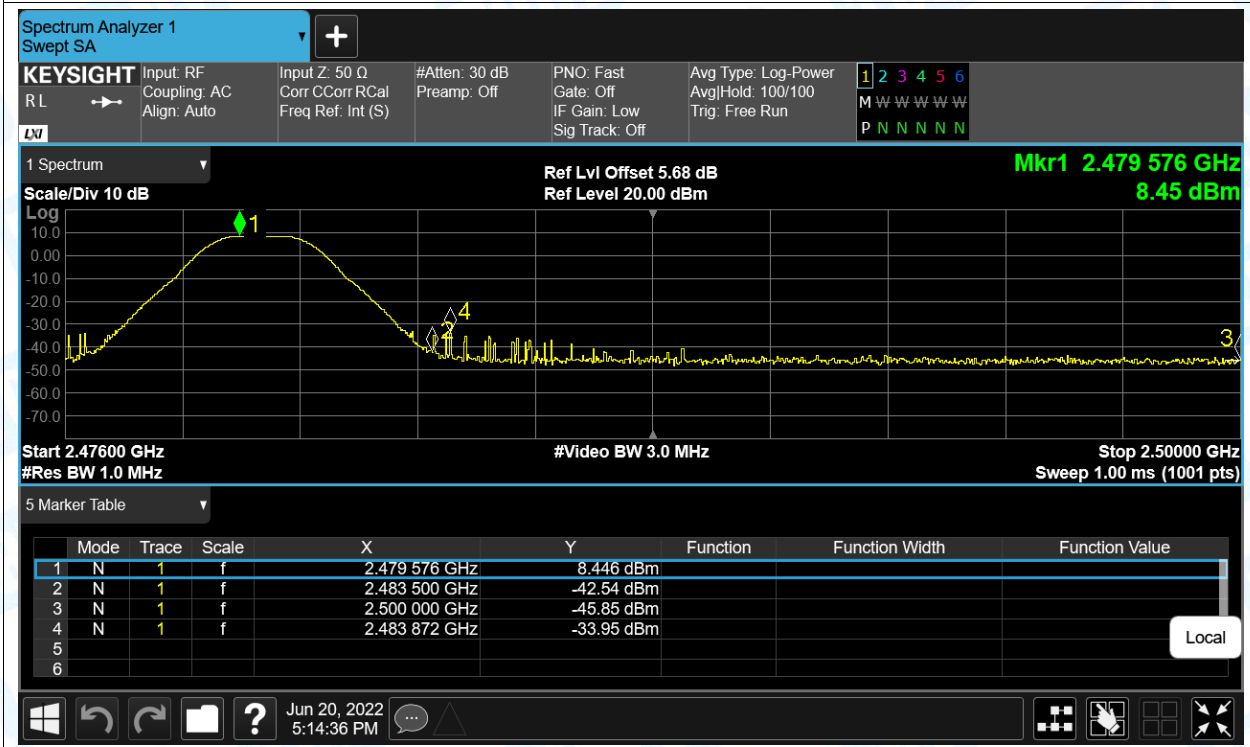 Spectrum Analyzer 1
Swept SA
+
KEYSIGHT
R L
LXI
Input: RF
Coupling: AC
Align: Auto
Input Z: 50 Ω
Corr CCorr RCal
Freq Ref: Int (S)
#Atten: 30 dB
Preamp: Off
PNO: Fast
Gate: Off
IF Gain: Low
Sig Track: Off
Avg Type: Log-Power
Avg|Hold: 100/100
Trig: Free Run
1 2 3 4 5 6
M W W W W W
P N N N N N
1 Spectrum
Scale/Div 10 dB
Ref Lvl Offset 5.68 dB
Ref Level 20.00 dBm
Mkr1 2.479 576 GHz
8.45 dBm
Log
10.0
0.00
-10.0
-20.0
-30.0
-40.0
-50.0
-60.0
-70.0
1
4
2
3
Start 2.47600 GHz
#Res BW 1.0 MHz
#Video BW 3.0 MHz
Stop 2.50000 GHz
Sweep 1.00 ms (1001 pts)
5 Marker Table
Mode Trace Scale X Y Function Function Width Function Value
1 N 1 f 2.479 576 GHz 8.446 dBm
2 N 1 f 2.483 500 GHz -42.54 dBm
3 N 1 f 2.500 000 GHz -45.85 dBm
4 N 1 f 2.483 872 GHz -33.95 dBm
5
6
Local
?
Jun 20, 2022
5:14:36 PM